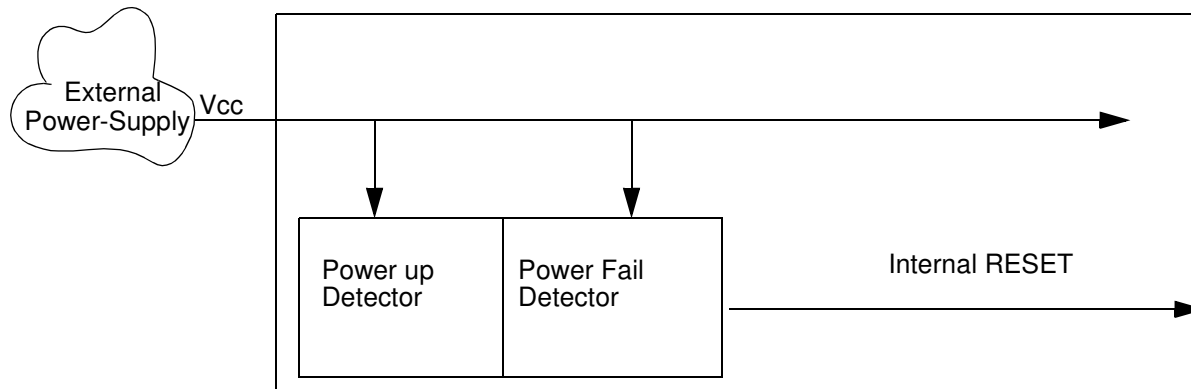 External
Power-Supply
Vcc
Power up
Detector
Power Fail
Detector
Internal RESET